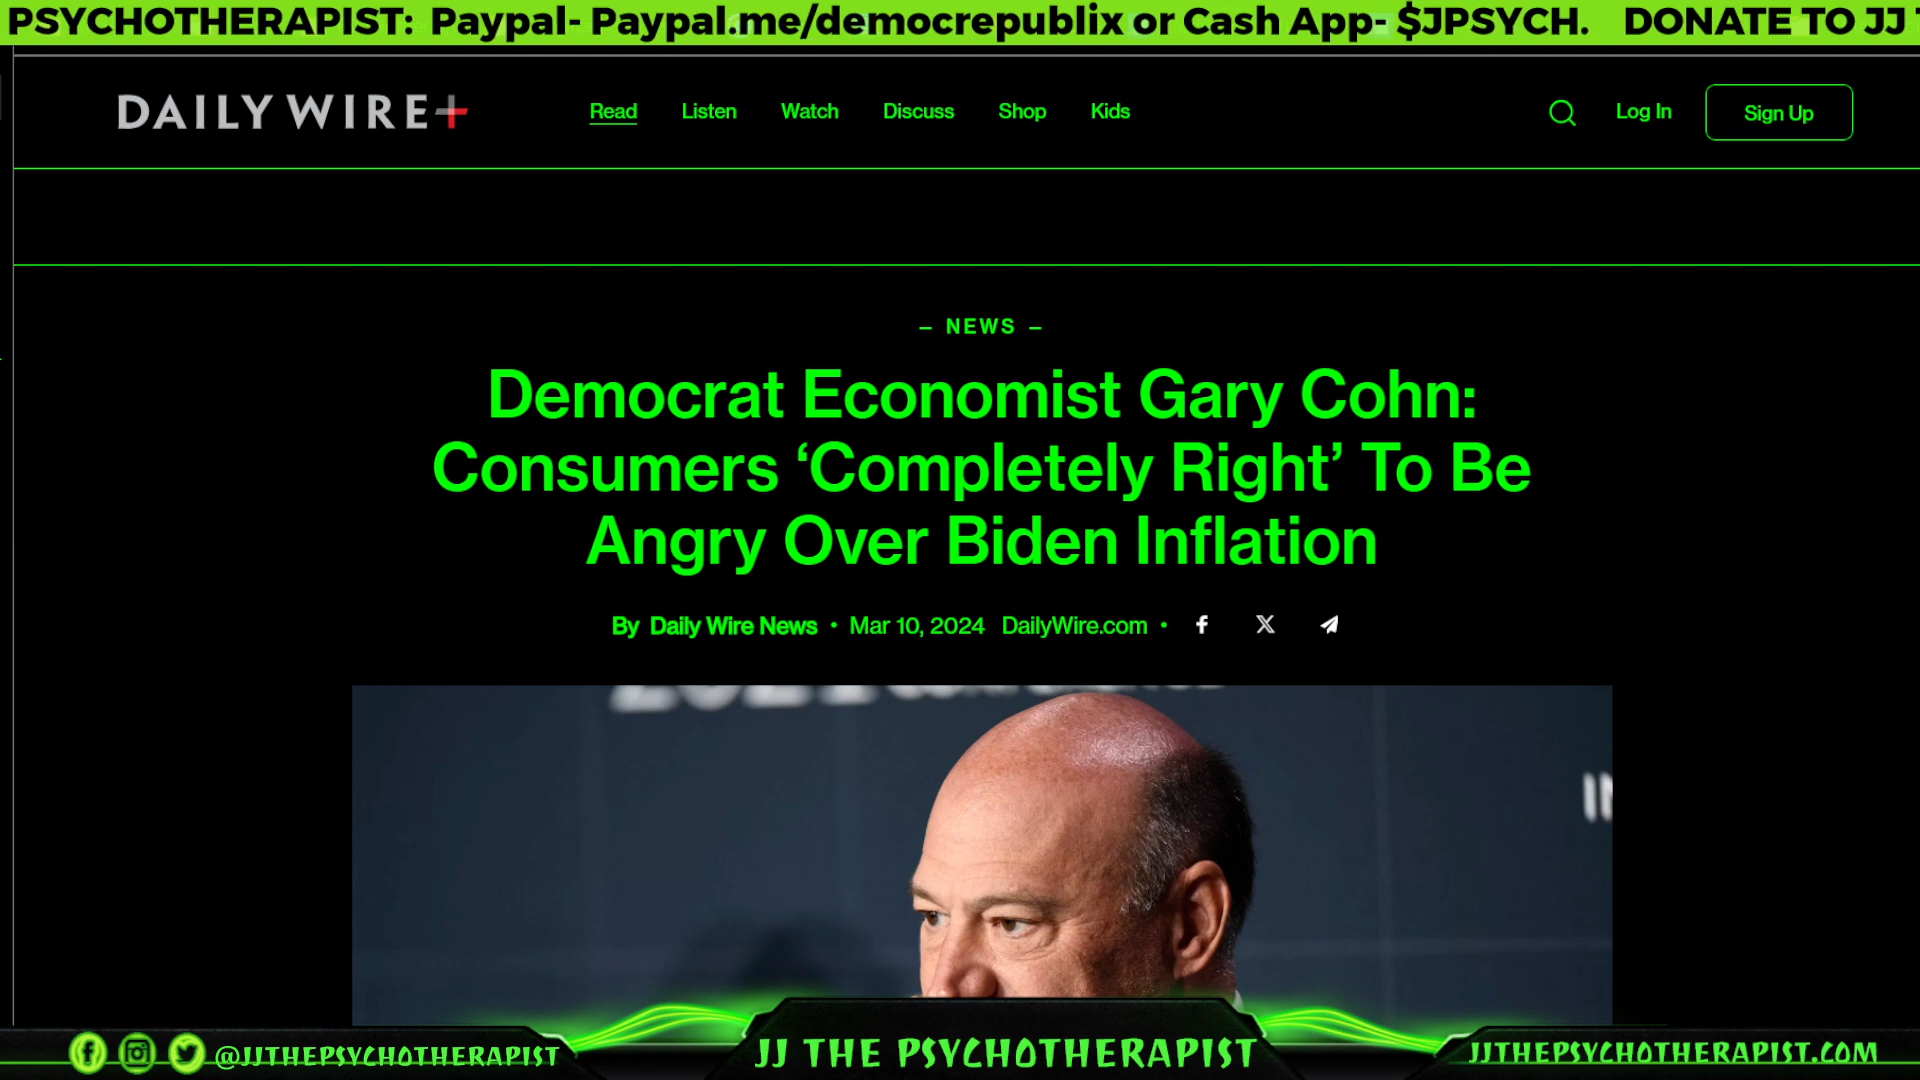 PSYCHOTHERAPIST: Paypal- Paypal.me/democrepublix or Cash App- $JPSYCH. DONATE TO JJ
DAILY WIRE+
Read Listen Watch Discuss Shop Kids
Log In Sign Up
– NEWS –
Democrat Economist Gary Cohn:
Consumers ‘Completely Right’ To Be
Angry Over Biden Inflation
By Daily Wire News • Mar 10, 2024 DailyWire.com •
@JJTHEPSYCHOTHERAPIST
JJ THE PSYCHOTHERAPIST
JJTHEPSYCHOTHERAPIST.COM